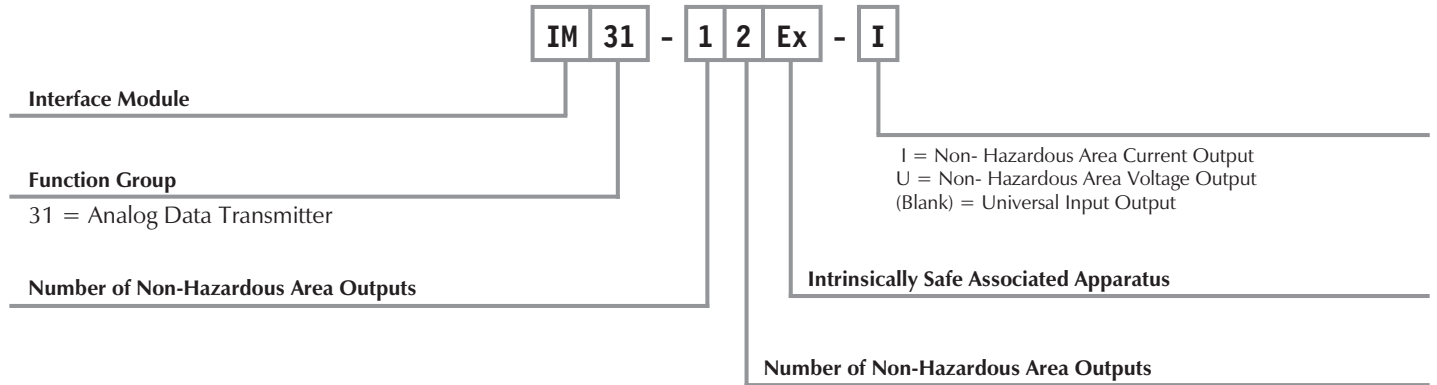 IM 31 - 1 2 Ex - I
Interface Module
I = Non- Hazardous Area Current Output
U = Non- Hazardous Area Voltage Output
(Blank) = Universal Input Output
Function Group
31 = Analog Data Transmitter
Number of Non-Hazardous Area Outputs
Intrinsically Safe Associated Apparatus
Number of Non-Hazardous Area Outputs